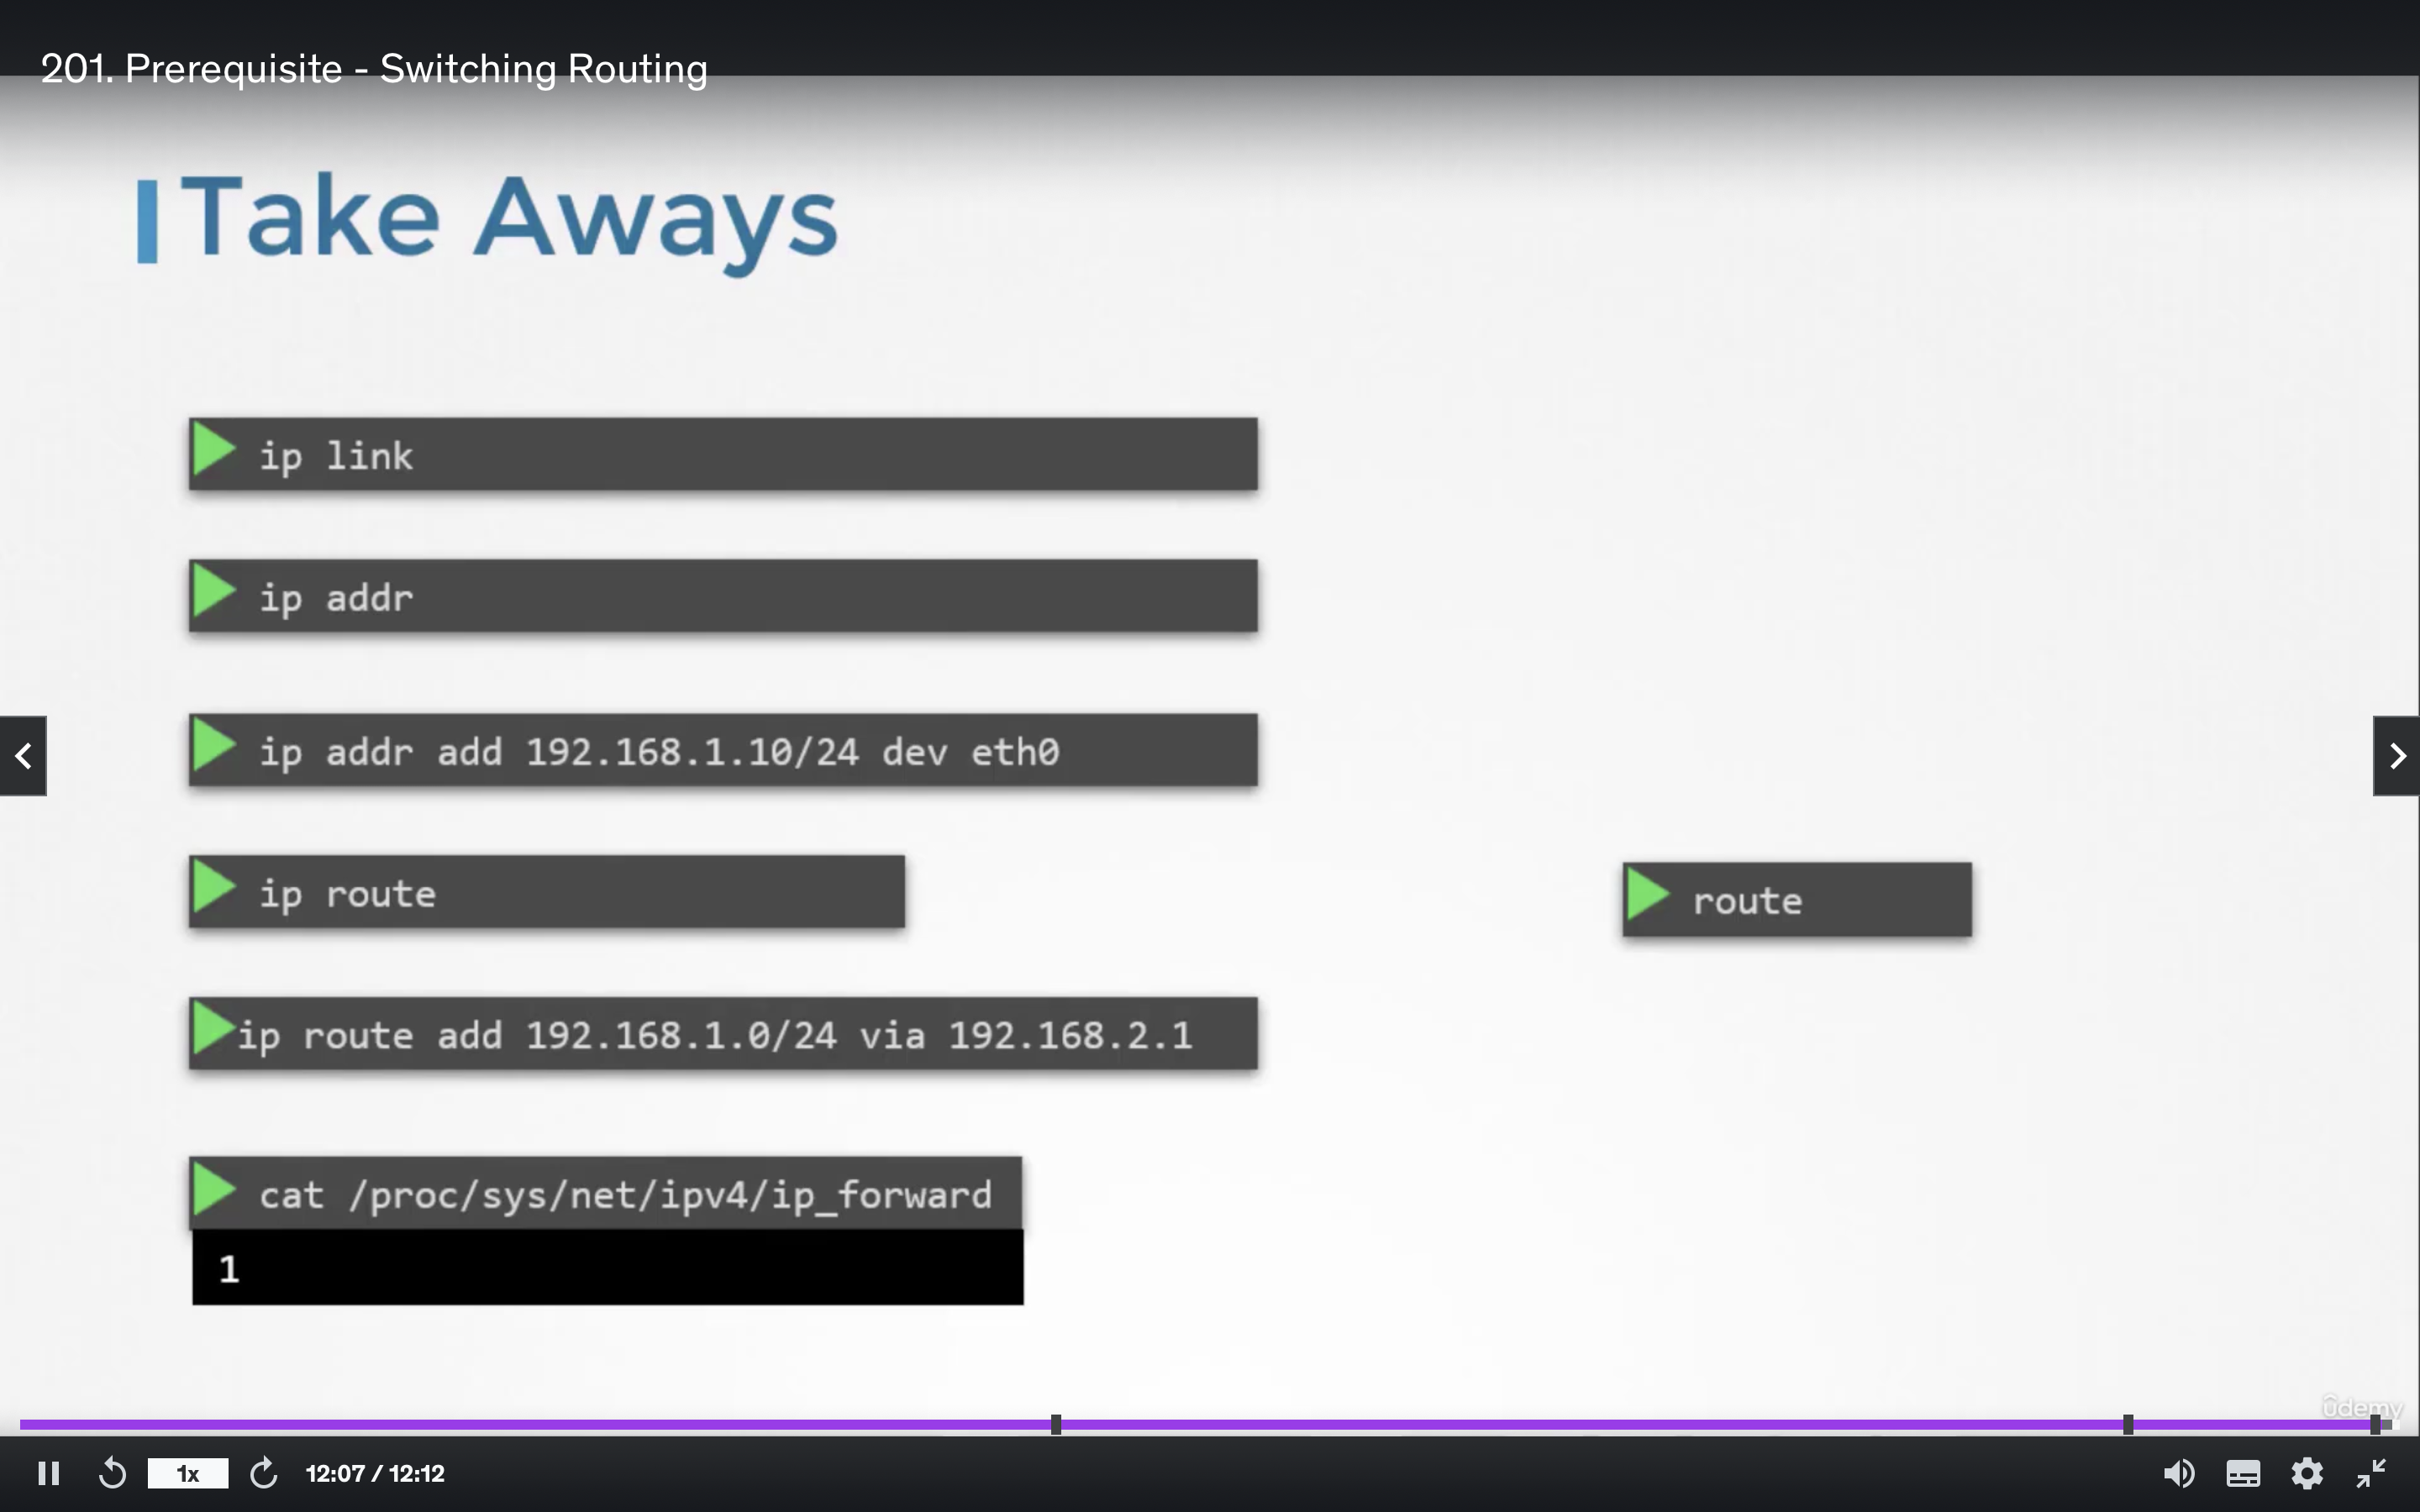 201. Prerequisite - Switching Routing
Take Aways
ip link
ip addr
ip addr add 192.168.1.10/24 dev eth0
ip route
route
ip route add 192.168.1.0/24 via 192.168.2.1
cat /proc/sys/net/ipv4/ip_forward
1
udemy
1x
12:07 / 12:12